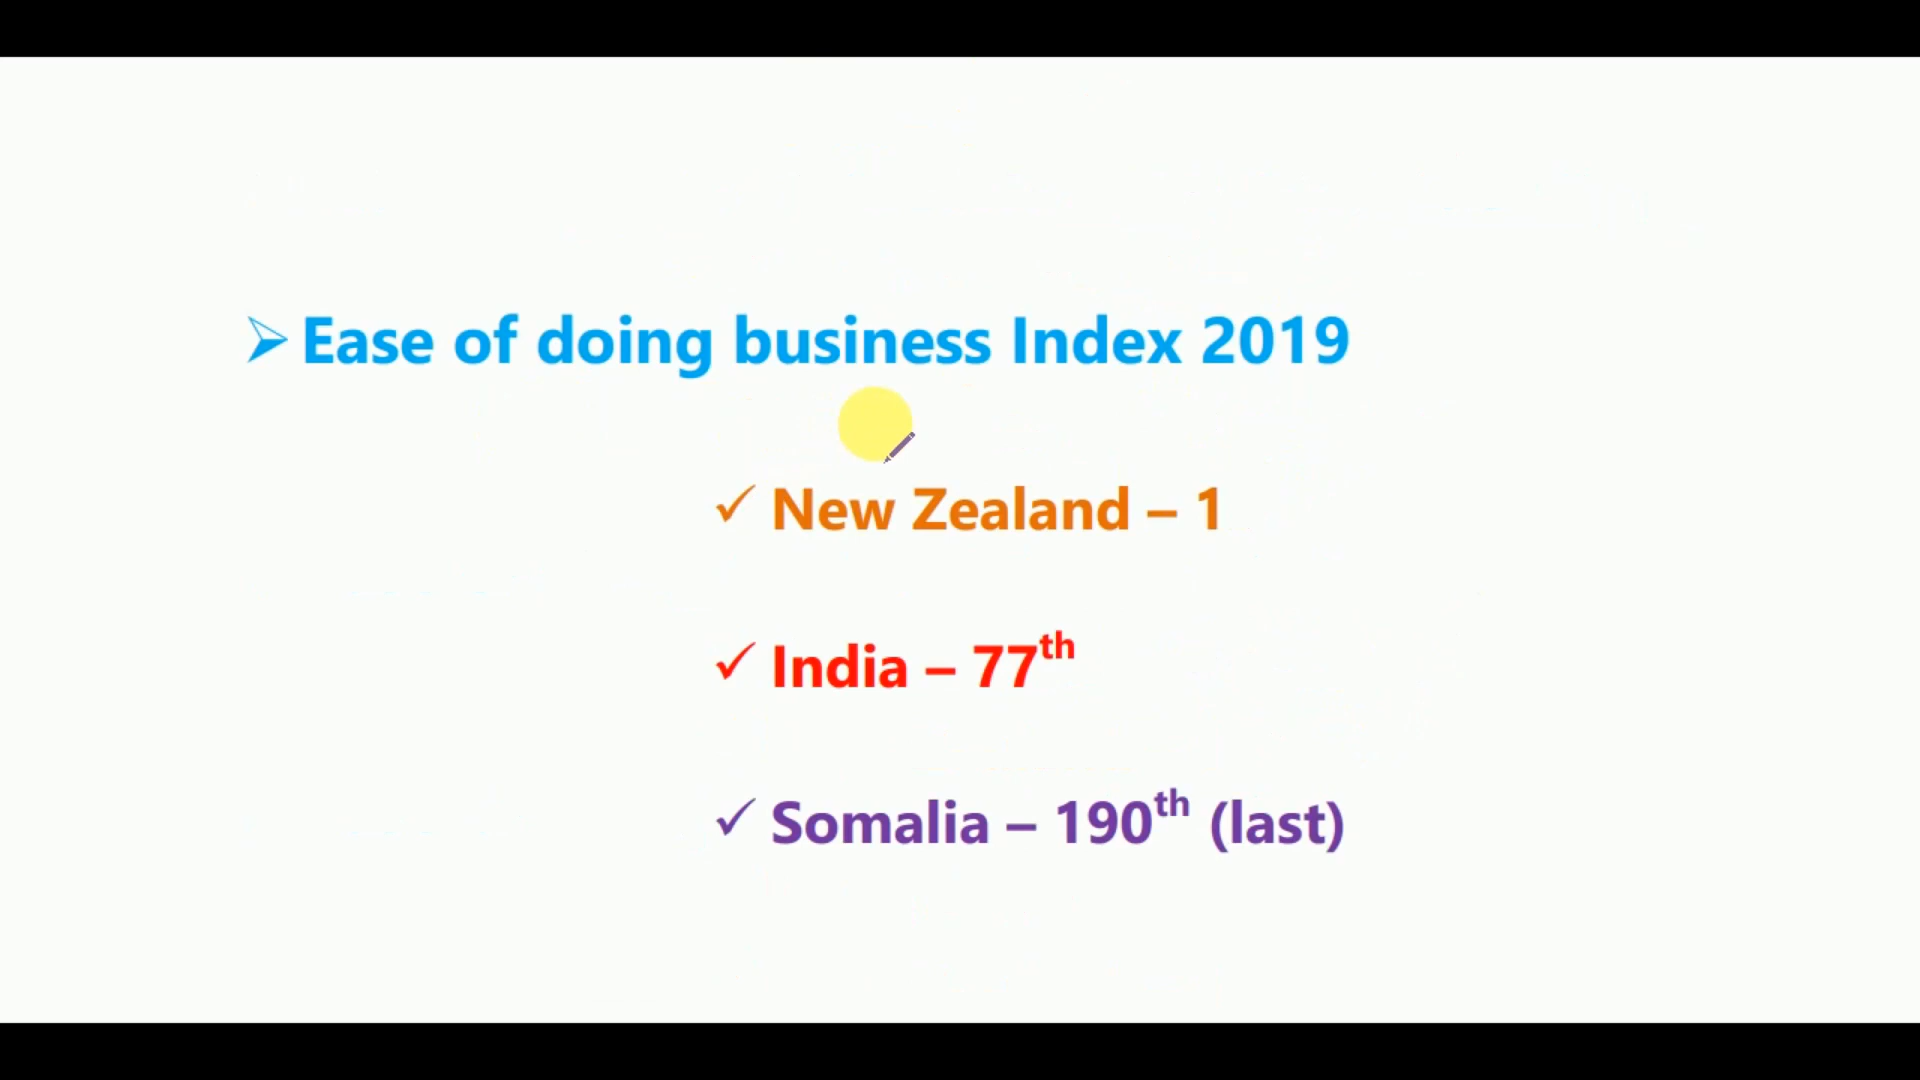 Ease of doing business Index 2019
New Zealand – 1
India – 77th
Somalia – 190th (last)